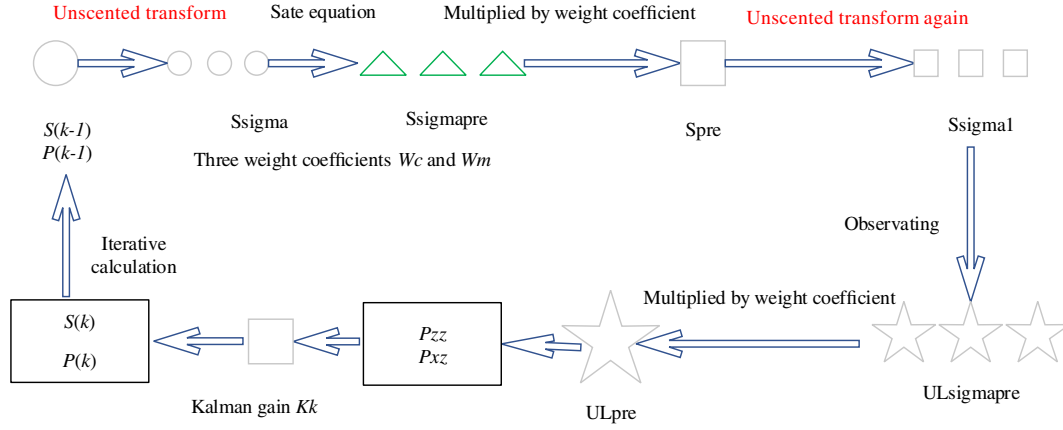 Unscented transform
Sate equation
Multiplied by weight coefficient
Unscented transform again
S(k-1)
P(k-1)
Ssigma
Ssigmapre
Spre
Ssigma1
Three weight coefficients Wc and Wm
Observating
Iterative
calculation
Multiplied by weight coefficient
S(k)
P(k)
Pzz
Pxz
Kalman gain Kk
ULpre
ULsigmapre